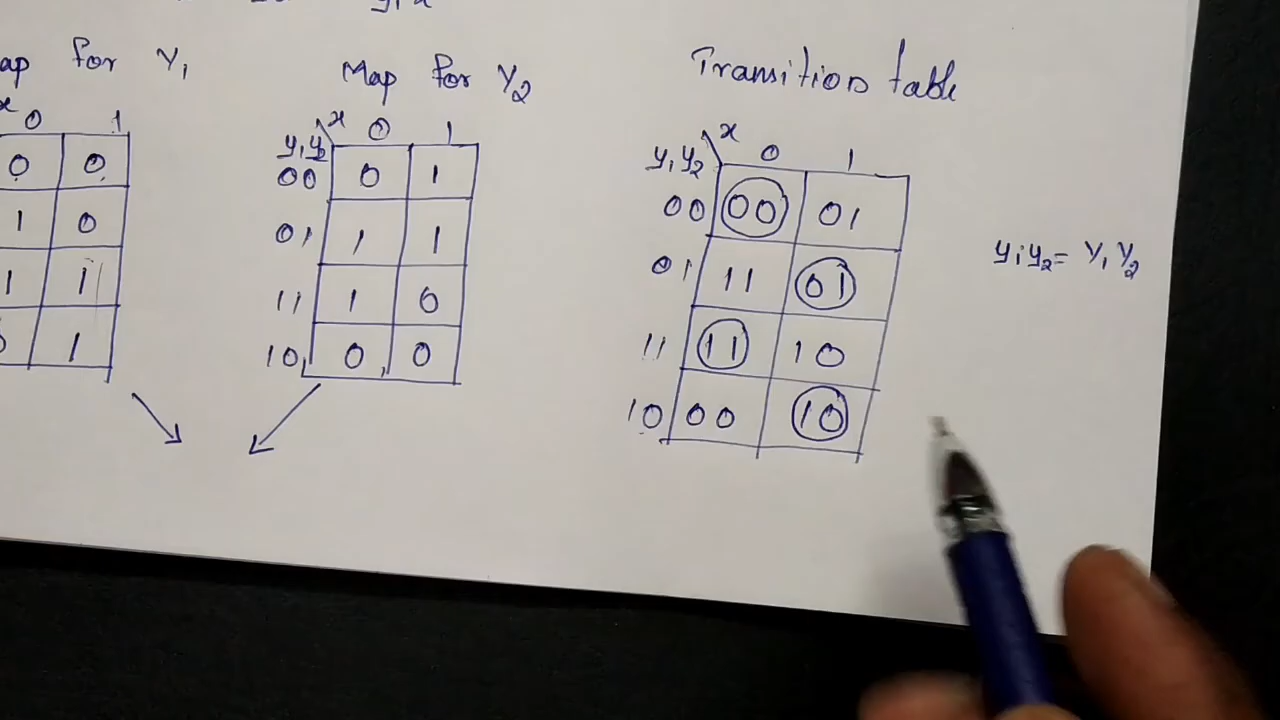 y₁x
ap for Y₁
x 0 1
0 0
1 0
1 1
0 1
Map for Y₂
x 0 1
y₁y₂
00 0 1
01 1 1
11 1 0
10 0 0
Transition table
x 0 1
y₁y₂
00 00 01
01 11 01
11 11 10
10 00 10
y₁y₂ = Y₁Y₂